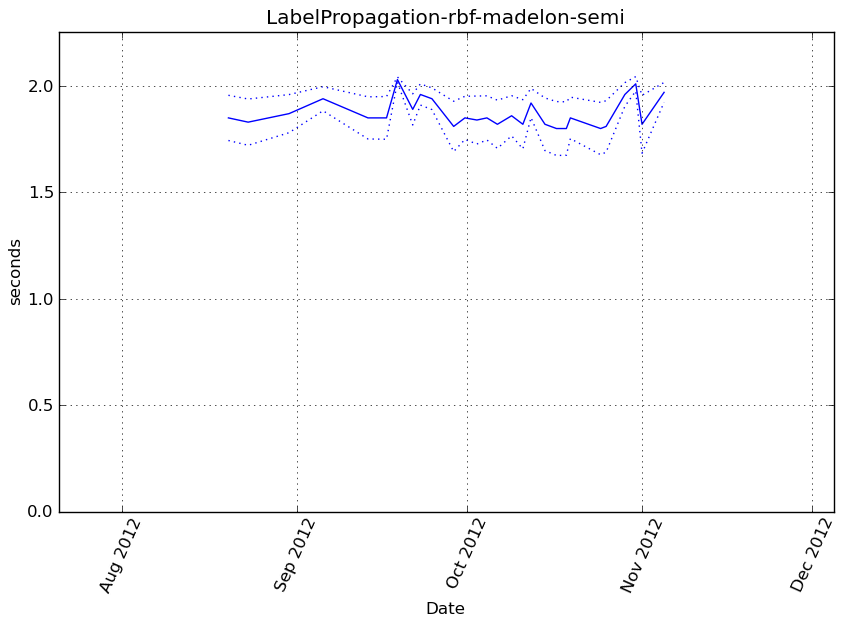 LabelPropagation-rbf-madelon-semi
2.0
1.5
1.0
0.5
0.0
seconds
Aug 2012
Sep 2012
Oct 2012
Nov 2012
Dec 2012
Date